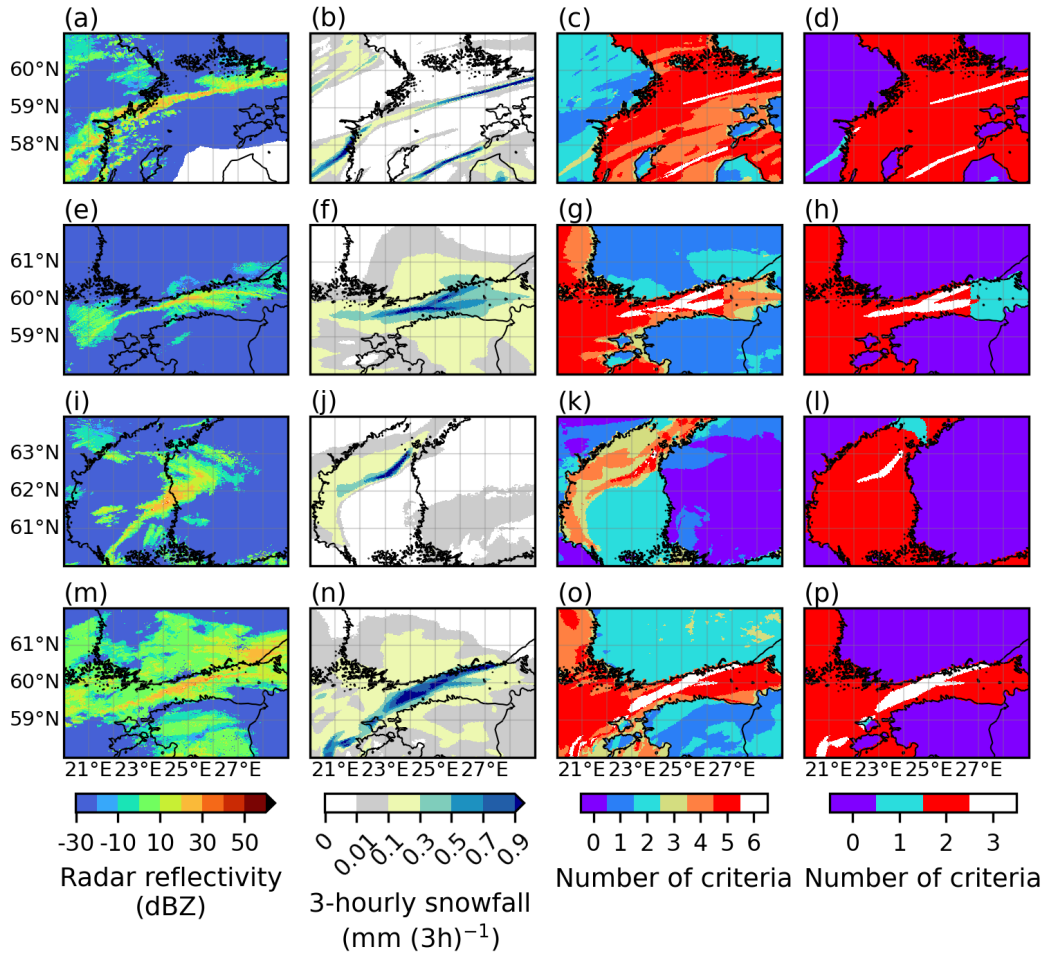 (a) (b) (c) (d)
60°N
59°N
58°N
(e) (f) (g) (h)
61°N
60°N
59°N
(i) (j) (k) (l)
63°N
62°N
61°N
(m) (n) (o) (p)
61°N
60°N
59°N
21°E 23°E 25°E 27°E 21°E 23°E 25°E 27°E 21°E 23°E 25°E 27°E 21°E 23°E 25°E 27°E
-30 -10 10 30 50
Radar reflectivity
(dBZ)
0 0.01 0.1 0.3 0.5 0.7 0.9
3-hourly snowfall
(mm (3h)⁻¹)
0 1 2 3 4 5 6
Number of criteria
0 1 2 3
Number of criteria